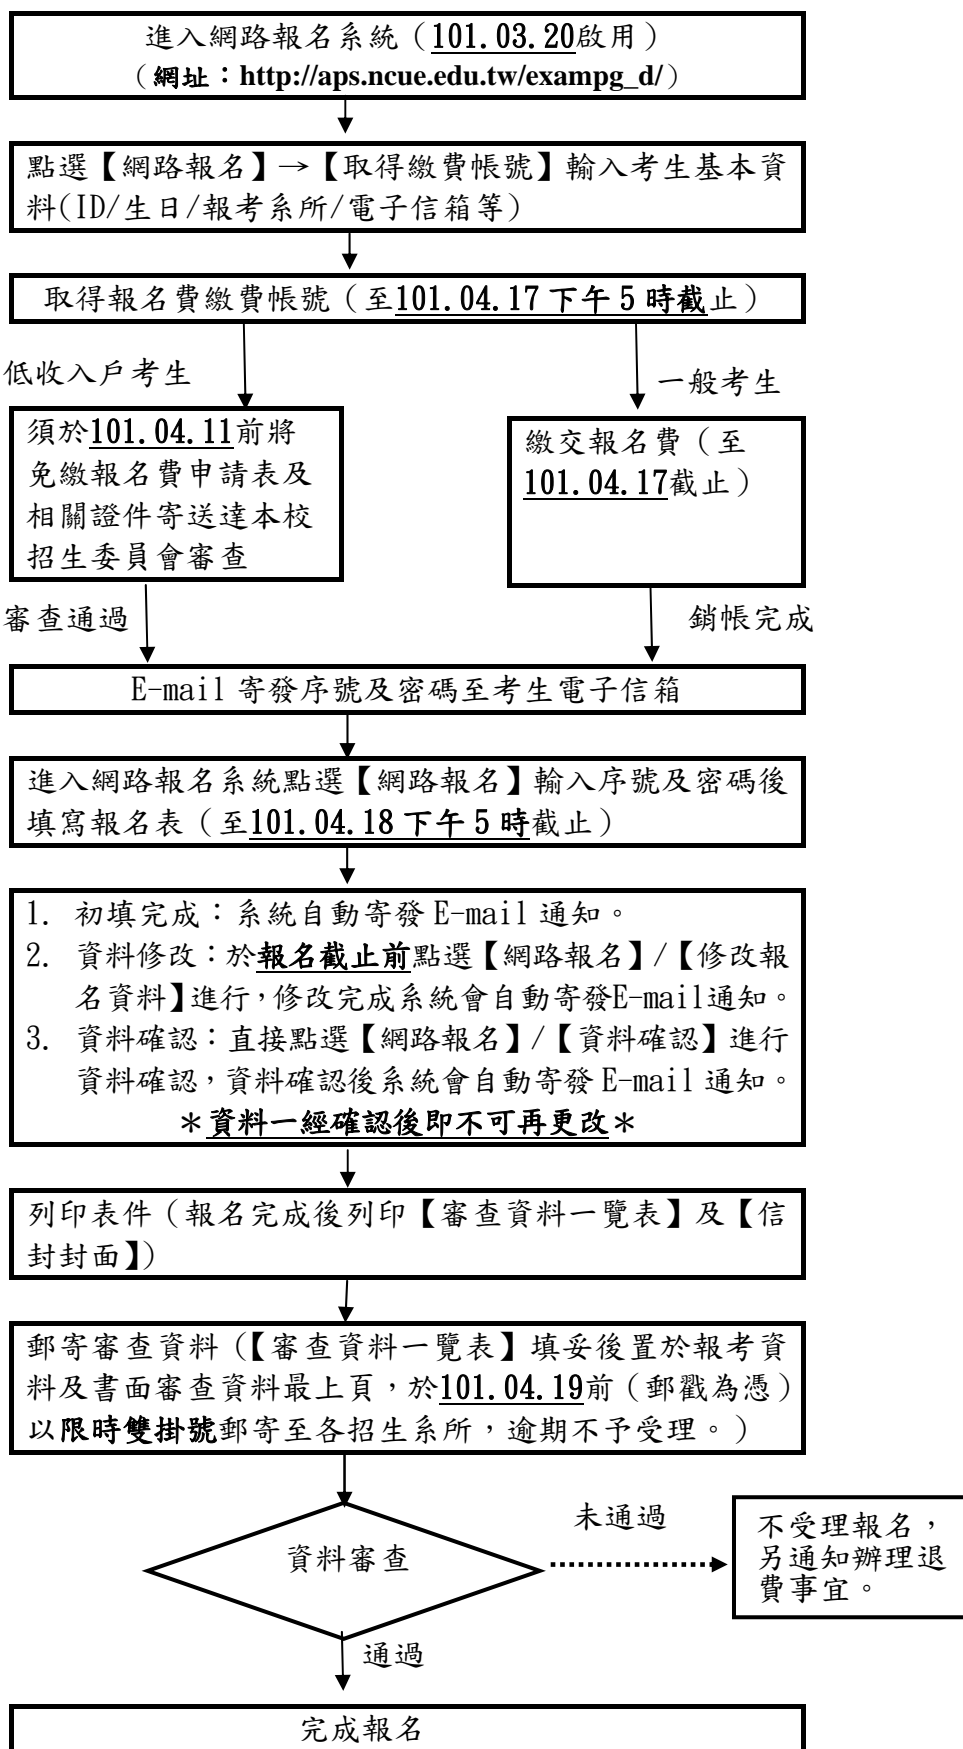 進入網路報名系統（101.03.20啟用）
（網址：http://aps.ncue.edu.tw/exampg_d/）
點選【網路報名】→【取得繳費帳號】輸入考生基本資
料(ID/生日/報考系所/電子信箱等)
取得報名費繳費帳號（至101.04.17下午5時截止）
低收入戶考生
一般考生
須於101.04.11前將
免繳報名費申請表及
相關證件寄送達本校
招生委員會審查
繳交報名費（至
101.04.17截止）
審查通過
銷帳完成
E-mail 寄發序號及密碼至考生電子信箱
進入網路報名系統點選【網路報名】輸入序號及密碼後
填寫報名表（至101.04.18下午5時截止）
1. 初填完成：系統自動寄發 E-mail 通知。
2. 資料修改：於報名截止前點選【網路報名】/【修改報
名資料】進行，修改完成系統會自動寄發E-mail通知。
3. 資料確認：直接點選【網路報名】/【資料確認】進行
資料確認，資料確認後系統會自動寄發 E-mail 通知。
＊資料一經確認後即不可再更改＊
列印表件（報名完成後列印【審查資料一覽表】及【信
封封面】）
郵寄審查資料（【審查資料一覽表】填妥後置於報考資
料及書面審查資料最上頁，於101.04.19前（郵戳為憑）
以限時雙掛號郵寄至各招生系所，逾期不予受理。）
資料審查
未通過
不受理報名，
另通知辦理退
費事宜。
通過
完成報名